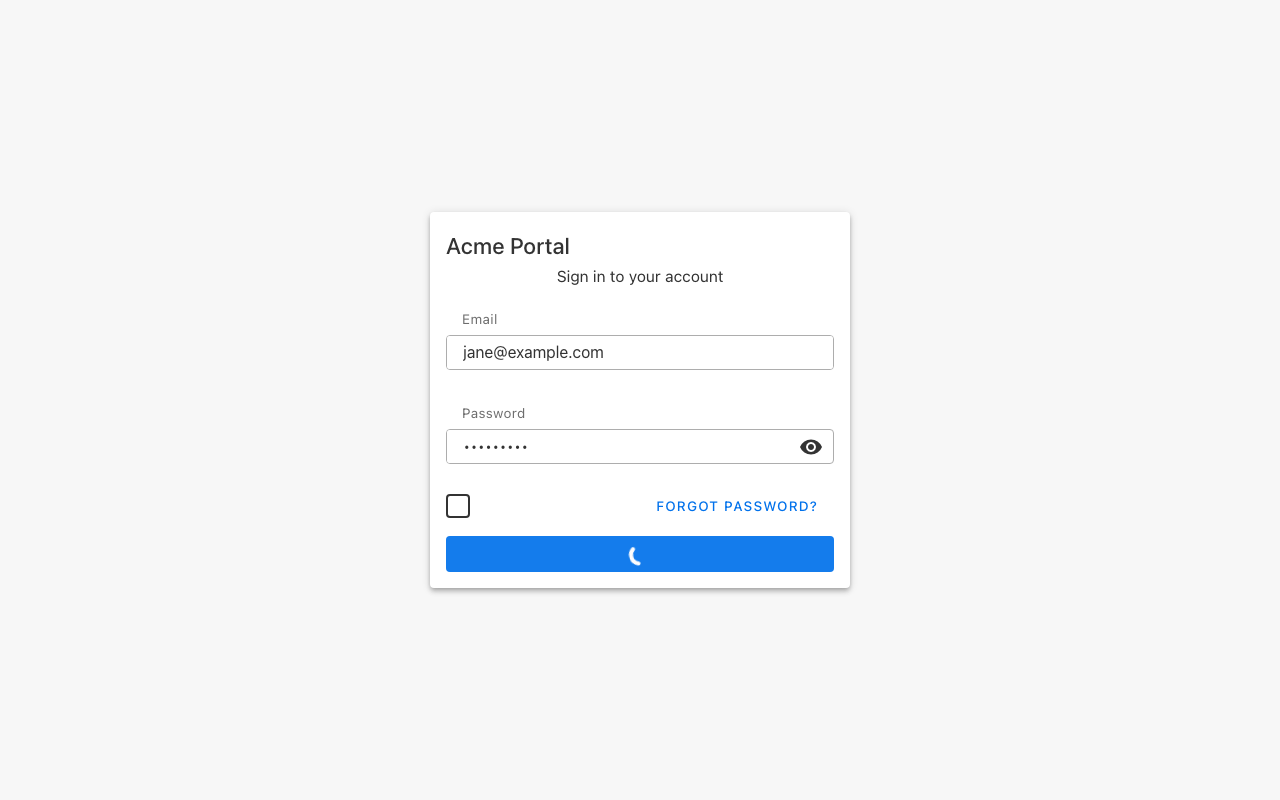 Acme Portal
Sign in to your account
Email
jane@example.com
Password
•••••••••
FORGOT PASSWORD?